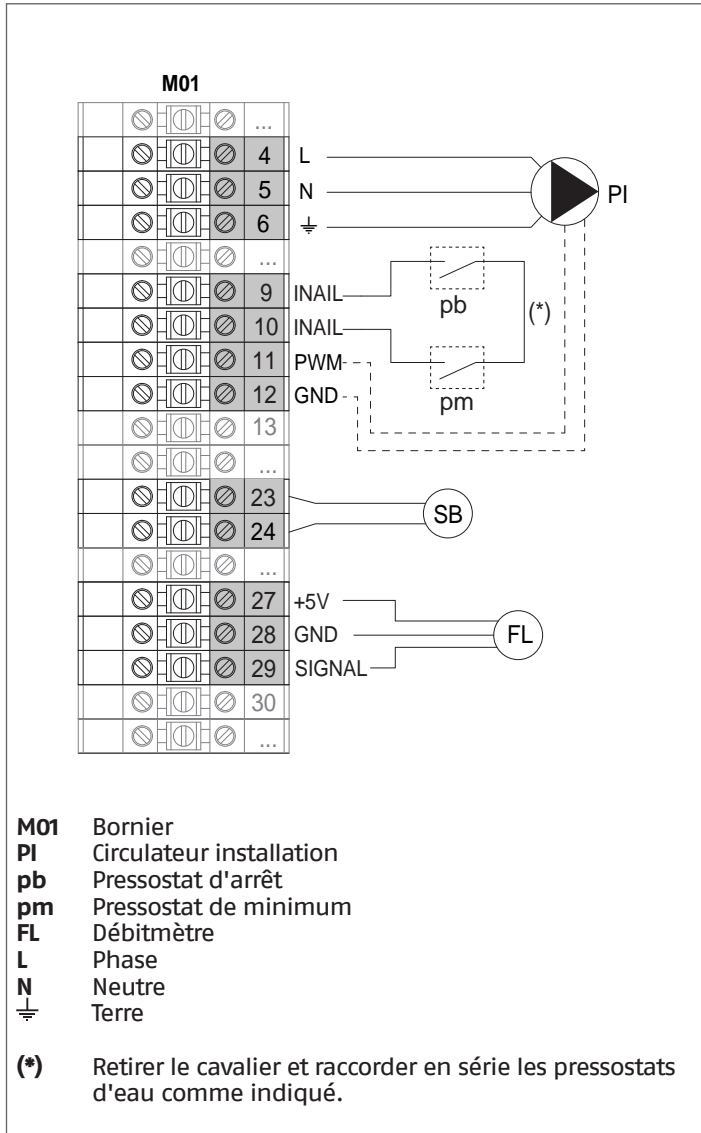 M01
...
4 L
5 N PI
6
...
9 INAIL pb
10 INAIL (*)
11 PWM pm
12 GND
13
...
23
24 SB
...
27 +5V
28 GND FL
29 SIGNAL
30
...
M01 Bornier
PI Circulateur installation
pb Pressostat d'arrêt
pm Pressostat de minimum
FL Débitmètre
L Phase
N Neutre
⏚ Terre
(*) Retirer le cavalier et raccorder en série les pressostats
d'eau comme indiqué.